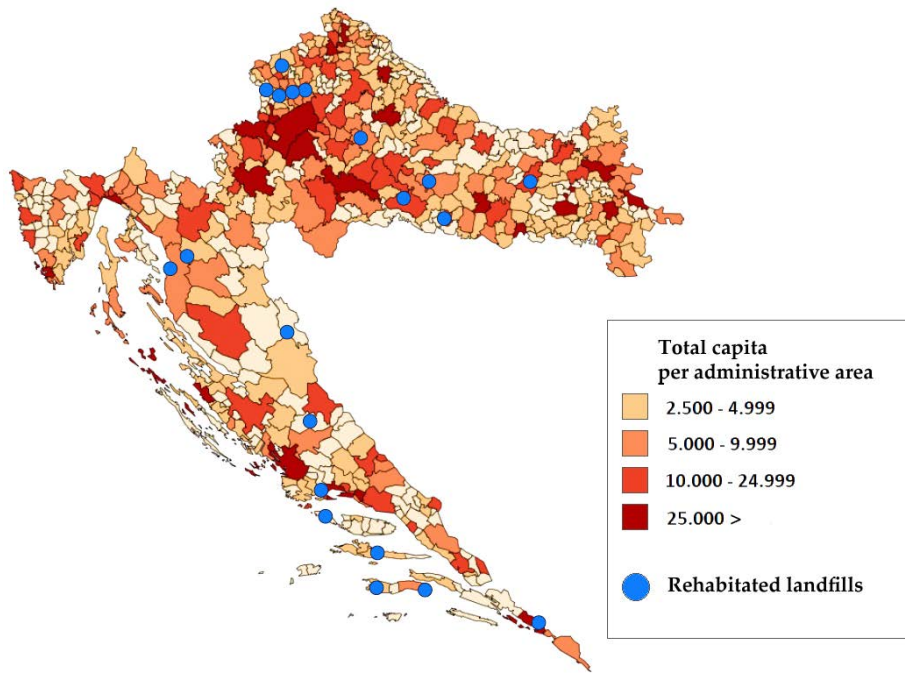 Total capita
per administrative area
2.500 - 4.999
5.000 - 9.999
10.000 - 24.999
25.000 >
Rehabitated landfills